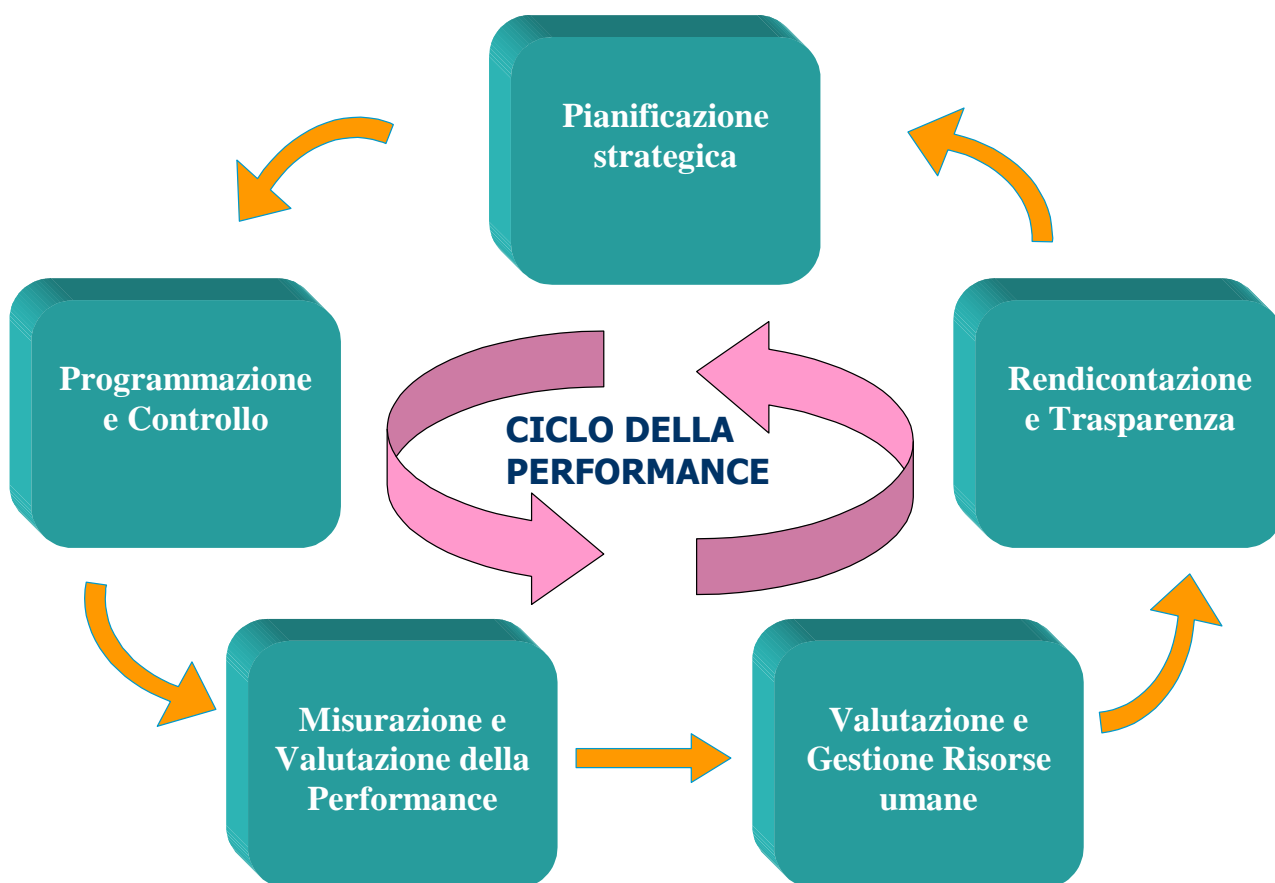 Pianificazione
strategica
Programmazione
e Controllo
Rendicontazione
e Trasparenza
CICLO DELLA
PERFORMANCE
Misurazione e
Valutazione della
Performance
Valutazione e
Gestione Risorse
umane